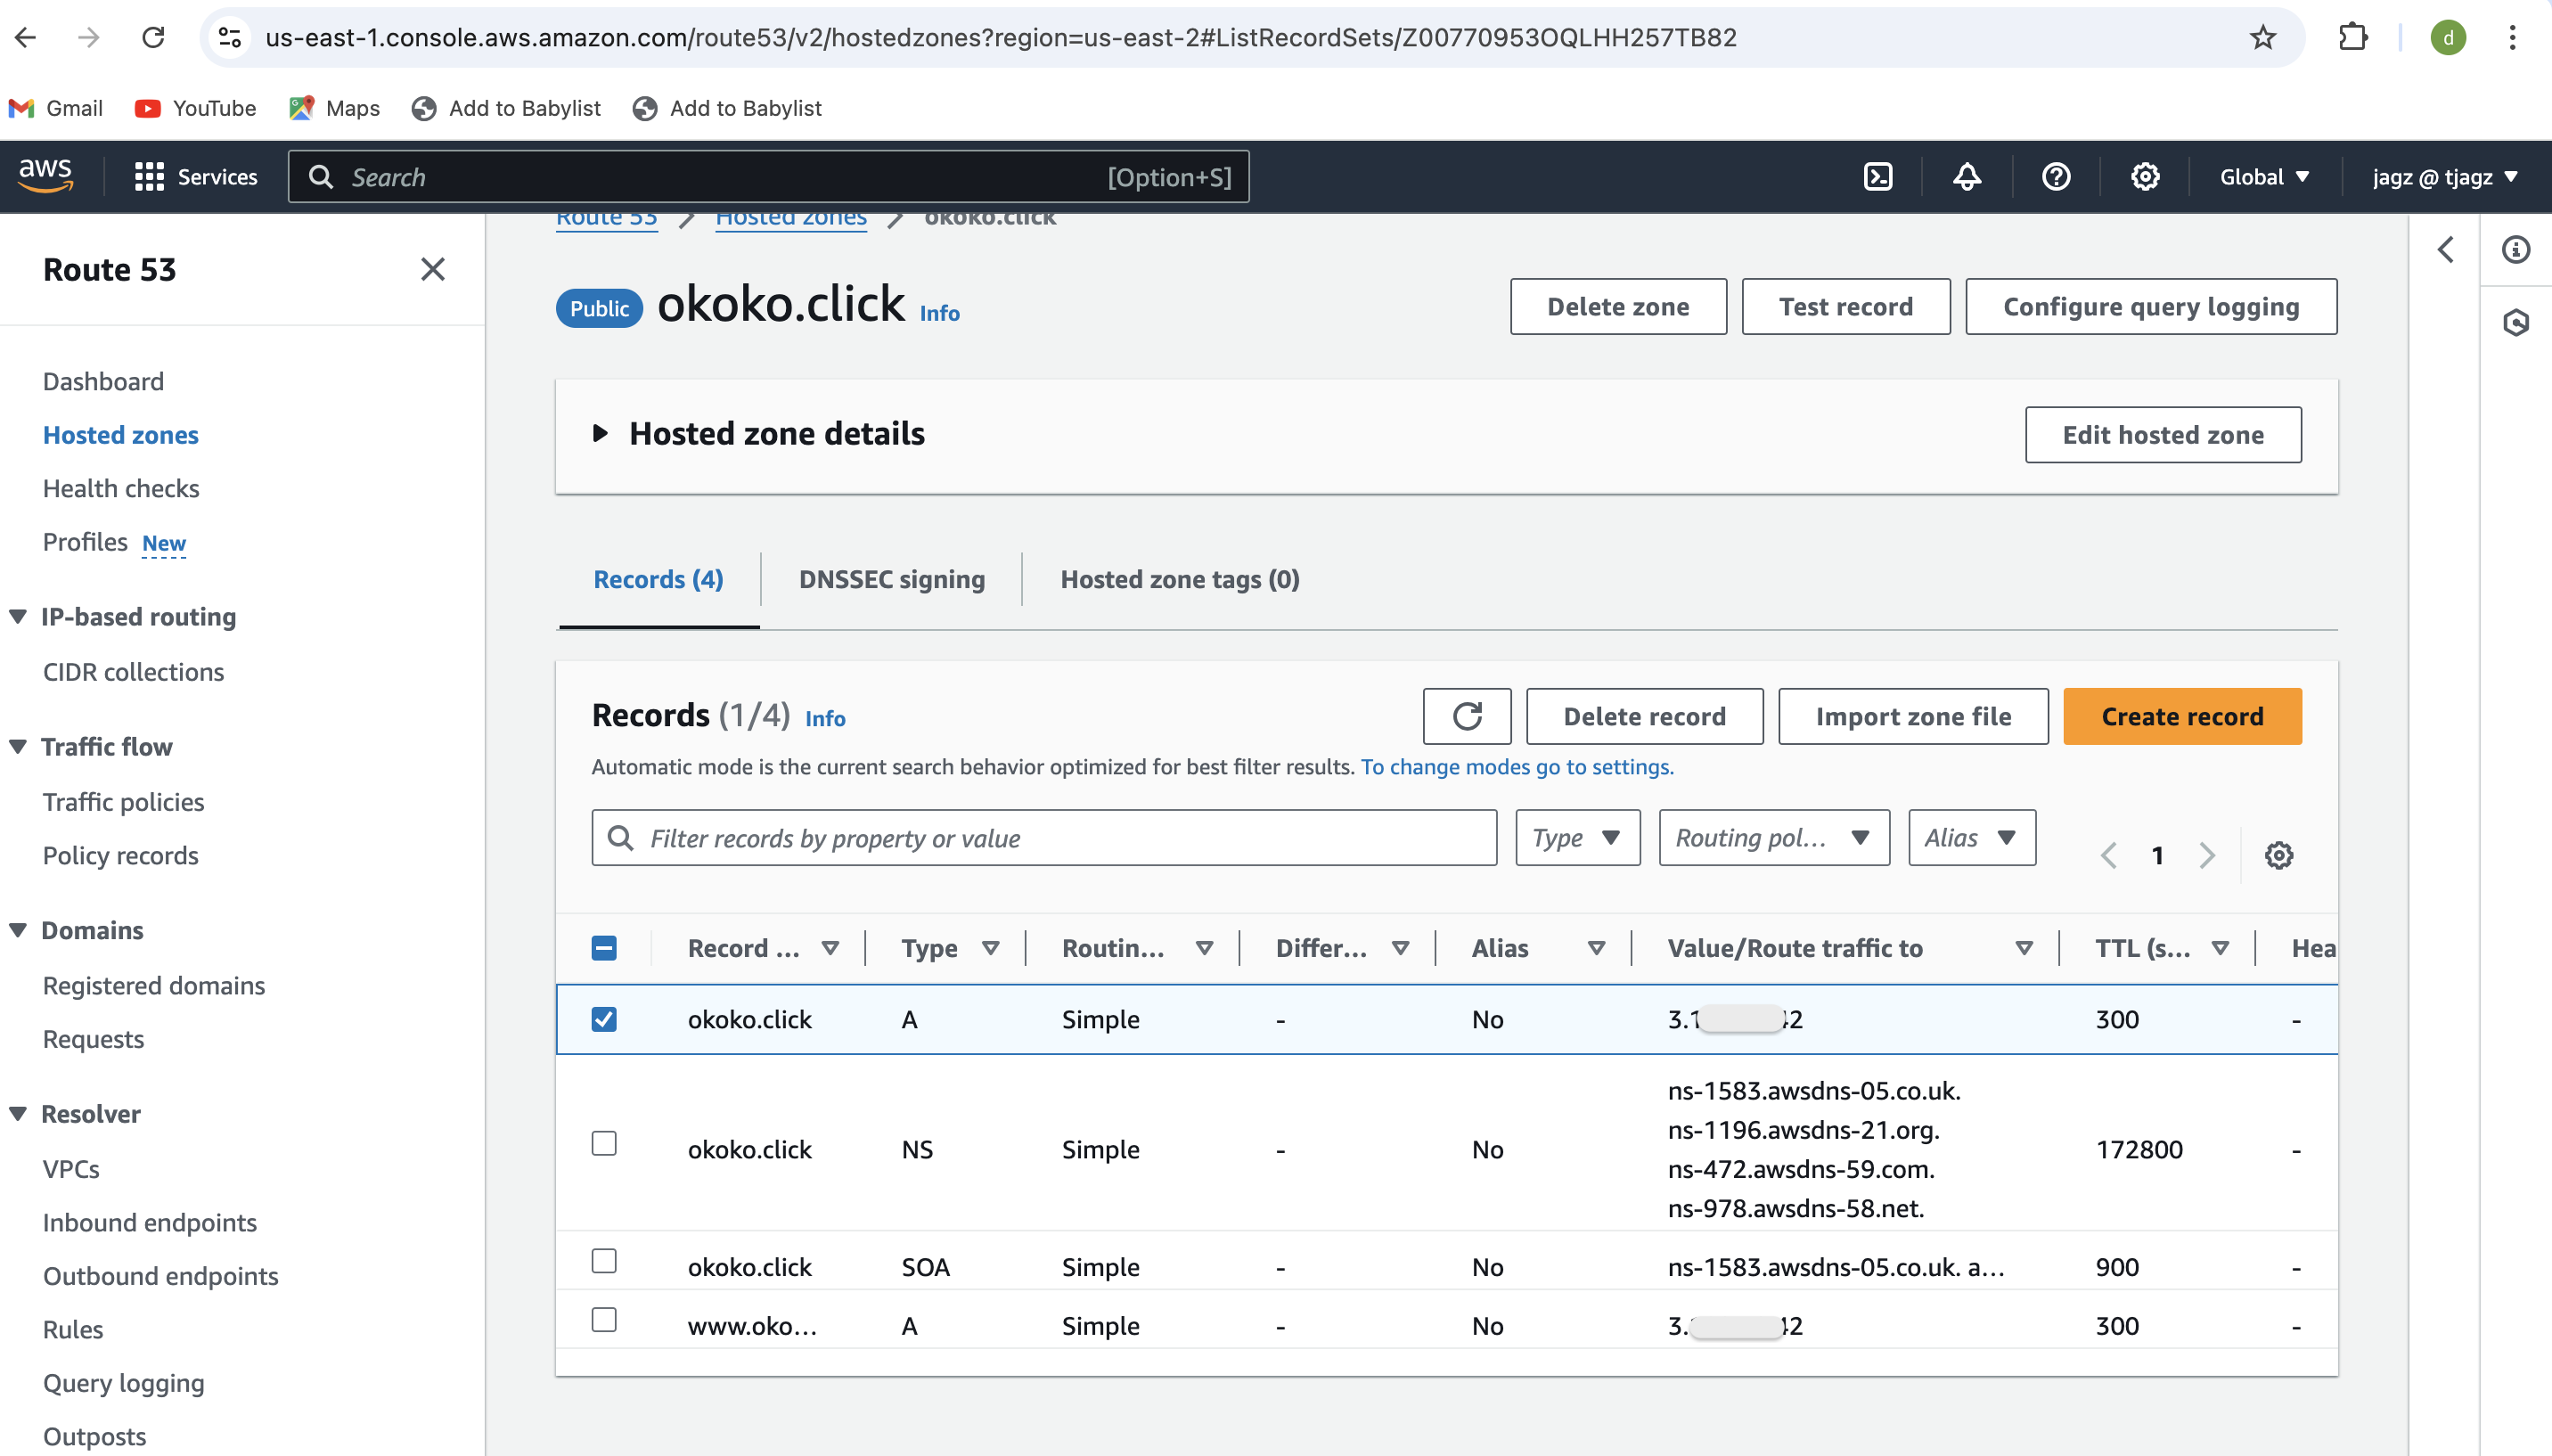 us-east-1.console.aws.amazon.com/route53/v2/hostedzones?region=us-east-2#ListRecordSets/Z00770953OQLHH257TB82
d
Gmail YouTube Maps Add to Babylist Add to Babylist
aws Services Search [Option+S] Global jagz @ tjagz
Route 53 Hosted zones okoko.click
Route 53
Dashboard
Hosted zones
Health checks
Profiles New
IP-based routing
CIDR collections
Traffic flow
Traffic policies
Policy records
Domains
Registered domains
Requests
Resolver
VPCs
Inbound endpoints
Outbound endpoints
Rules
Query logging
Outposts
Public okoko.click Info Delete zone Test record Configure query logging
Hosted zone details Edit hosted zone
Records (4) DNSSEC signing Hosted zone tags (0)
Records (1/4) Info Delete record Import zone file Create record
Automatic mode is the current search behavior optimized for best filter results. To change modes go to settings.
Filter records by property or value Type Routing pol... Alias 1
Record ... Type Routin... Differ... Alias Value/Route traffic to TTL (s... Hea
okoko.click A Simple - No 3.1 2 300 -
okoko.click NS Simple - No ns-1583.awsdns-05.co.uk. 172800 -
ns-1196.awsdns-21.org.
ns-472.awsdns-59.com.
ns-978.awsdns-58.net.
okoko.click SOA Simple - No ns-1583.awsdns-05.co.uk. a... 900 -
www.oko... A Simple - No 3. 2 300 -